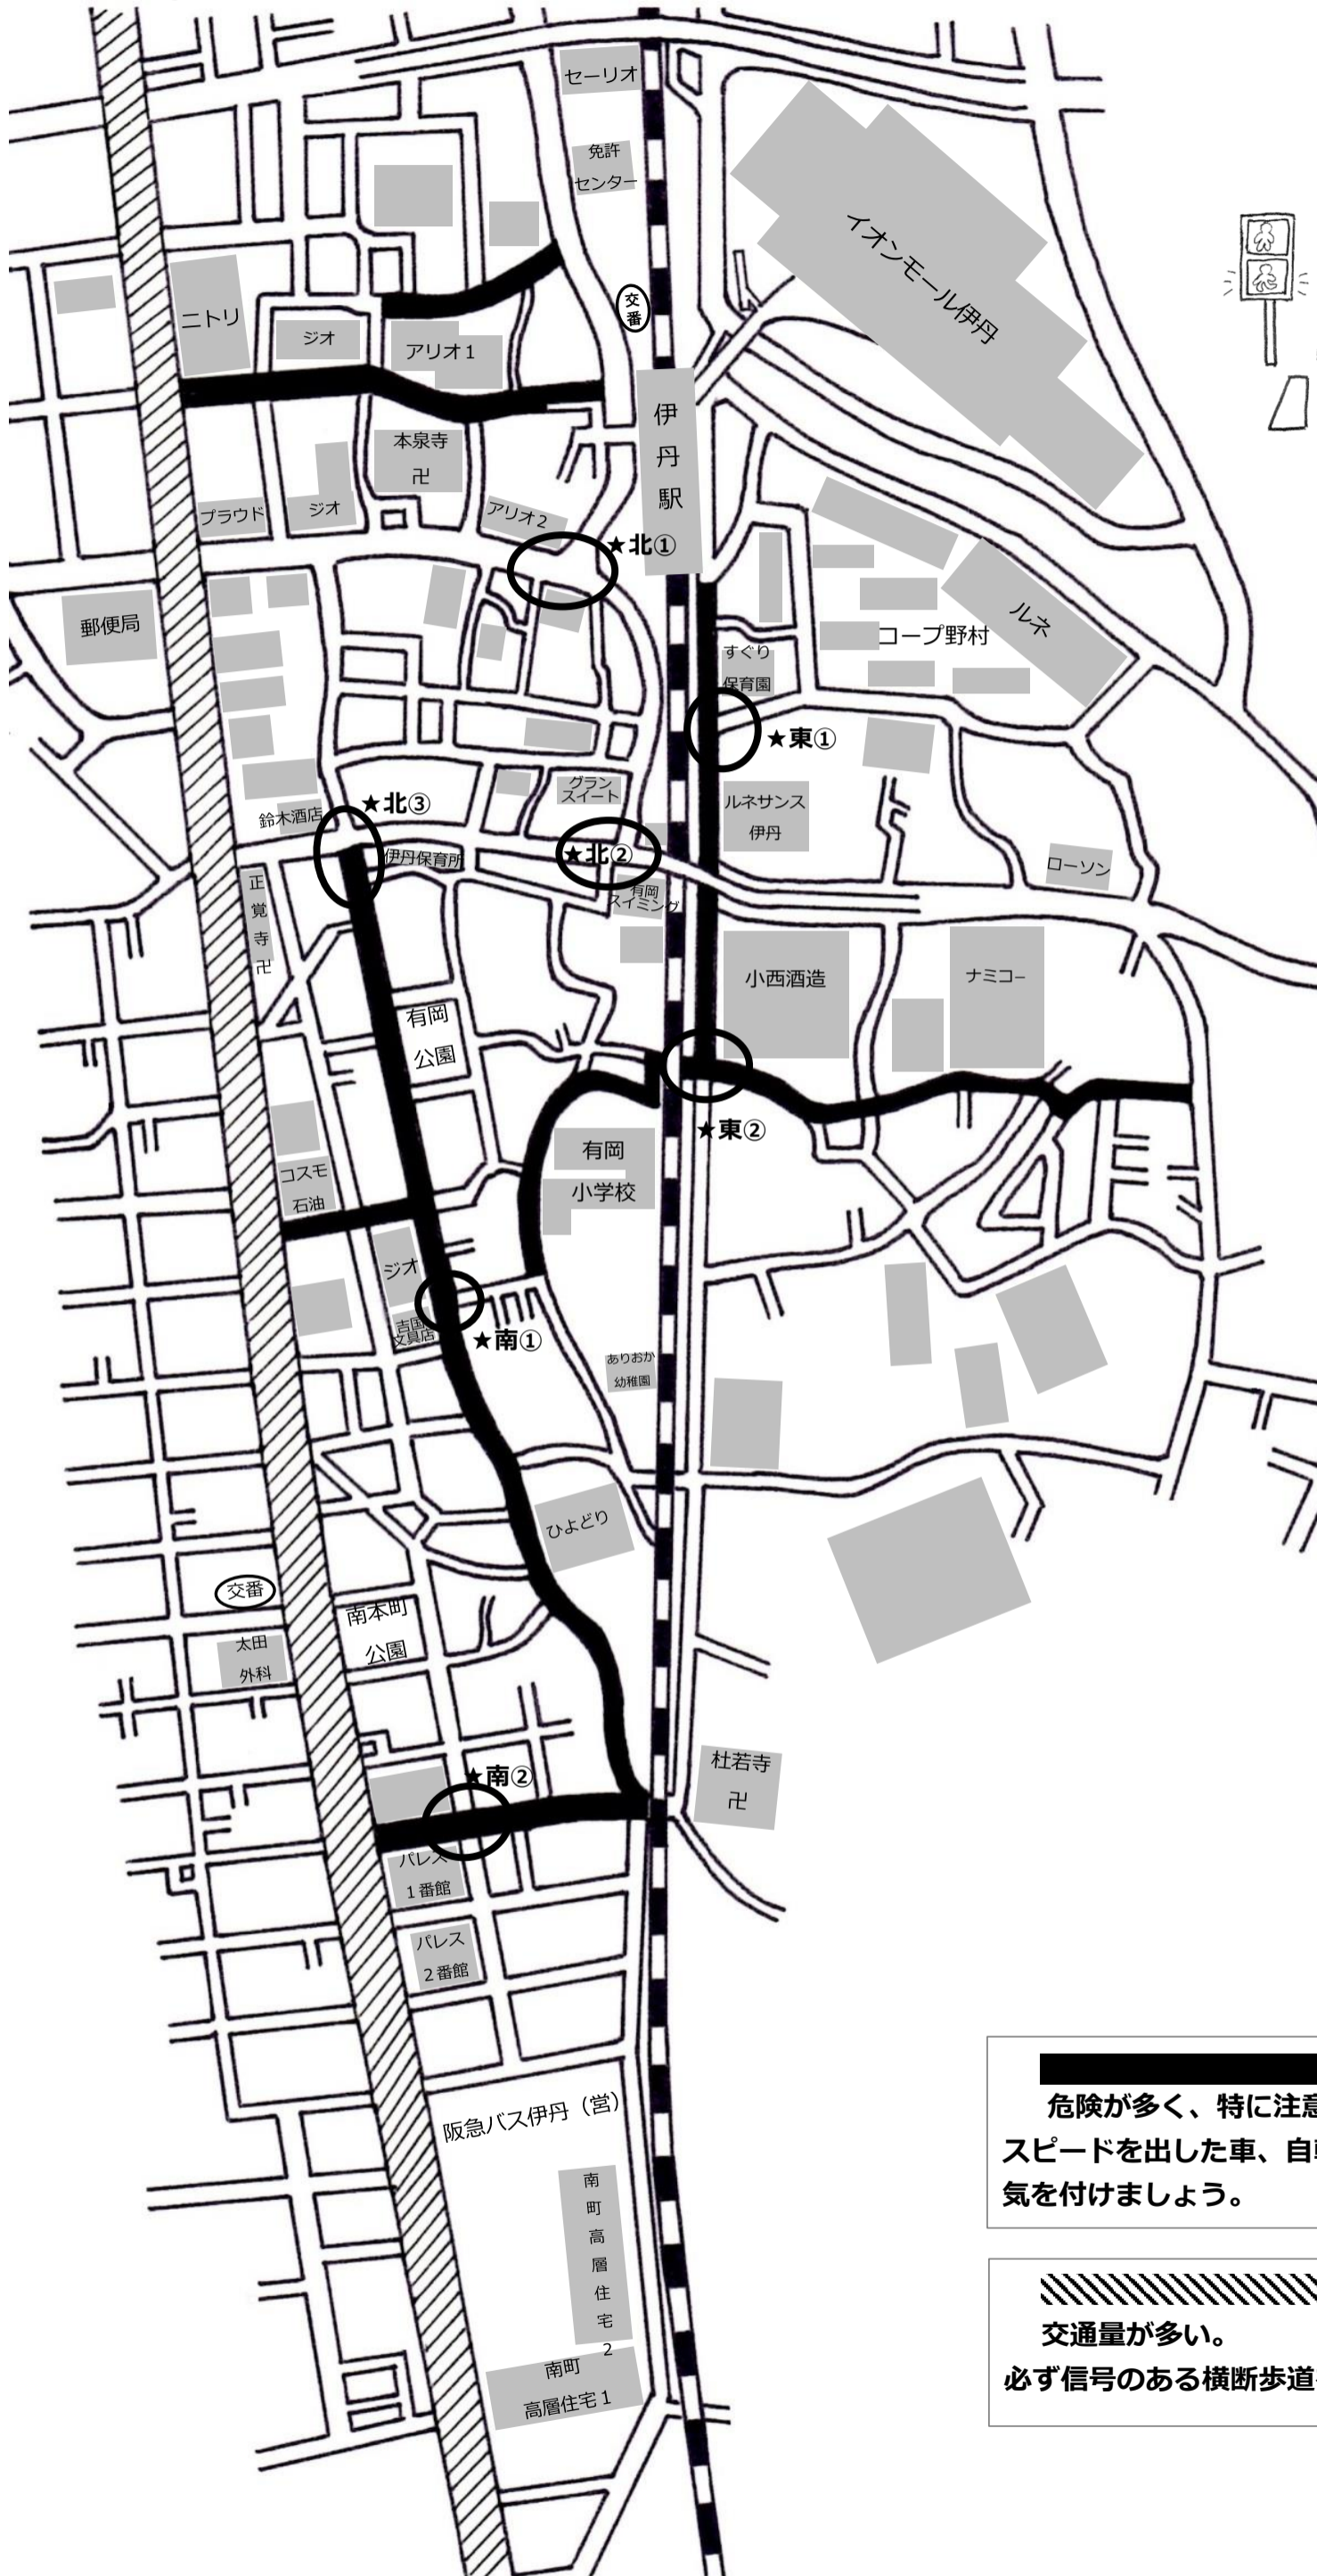 セーリオ
免許
センター
イオンモール伊丹
交
番
ニトリ
ジオ
アリオ1
伊
丹
駅
本泉寺
卍
プラウド
ジオ
アリオ2
★北①
郵便局
コープ野村
ルネ
すぐり
保育園
★東①
グラン
スイート
ルネサンス
伊丹
鈴木酒店
★北③
伊丹保育所
★北②
ローソン
正
覚
寺
卍
有岡
スイミング
小西酒造
ナミコー
有岡
公園
★東②
有岡
小学校
コスモ
石油
ジオ
吉国
文具店
★南①
ありおか
幼稚園
ひよどり
交番
南本町
公園
太田
外科
杜若寺
卍
★南②
パレス
1番館
パレス
2番館
阪急バス伊丹（営）
南
町
高
層
住
宅
2
南町
高層住宅1
危険が多く、特に注意
スピードを出した車、自
気を付けましょう。
交通量が多い。
必ず信号のある横断歩道